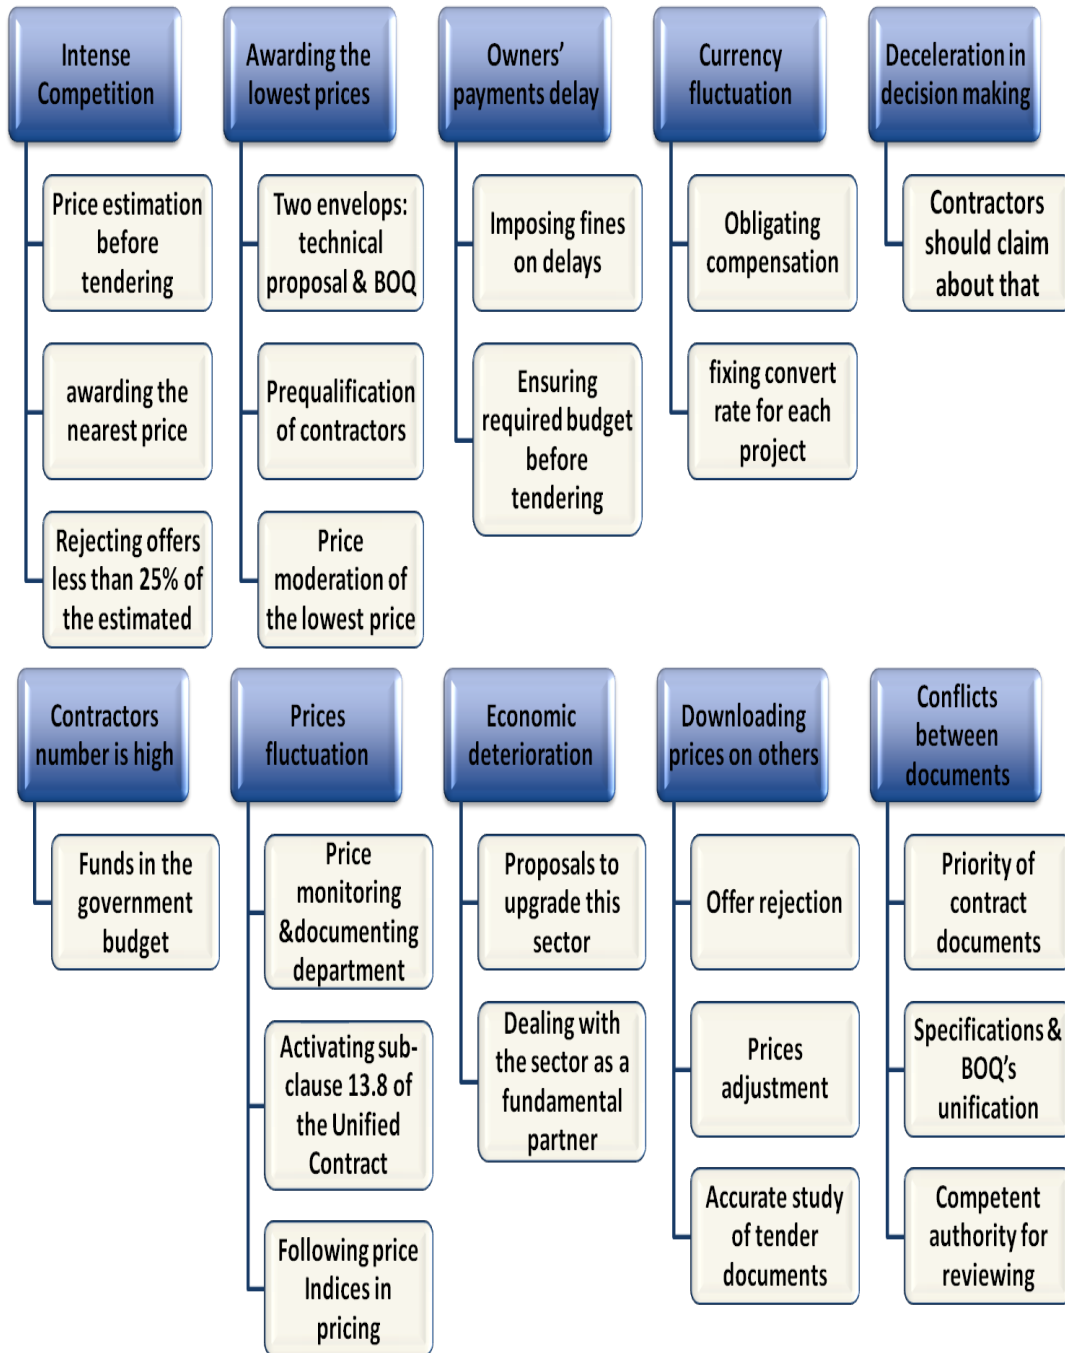 Intense
Competition
Price estimation
before
tendering
awarding the
nearest price
Rejecting offers
less than 25% of
the estimated
Awarding the
lowest prices
Two envelops:
technical
proposal & BOQ
Prequalification
of contractors
Price
moderation of
the lowest price
Owners'
payments delay
Imposing fines
on delays
Ensuring
required budget
before
tendering
Currency
fluctuation
Obligating
compensation
fixing convert
rate for each
project
Deceleration in
decision making
Contractors
should claim
about that
Contractors
number is high
Funds in the
government
budget
Prices
fluctuation
Price
monitoring
&documenting
department
Activating sub-
clause 13.8 of
the Unified
Contract
Following price
Indices in
pricing
Economic
deterioration
Proposals to
upgrade this
sector
Dealing with
the sector as a
fundamental
partner
Downloading
prices on others
Offer rejection
Prices
adjustment
Accurate study
of tender
documents
Conflicts
between
documents
Priority of
contract
documents
Specifications &
BOQ's
unification
Competent
authority for
reviewing